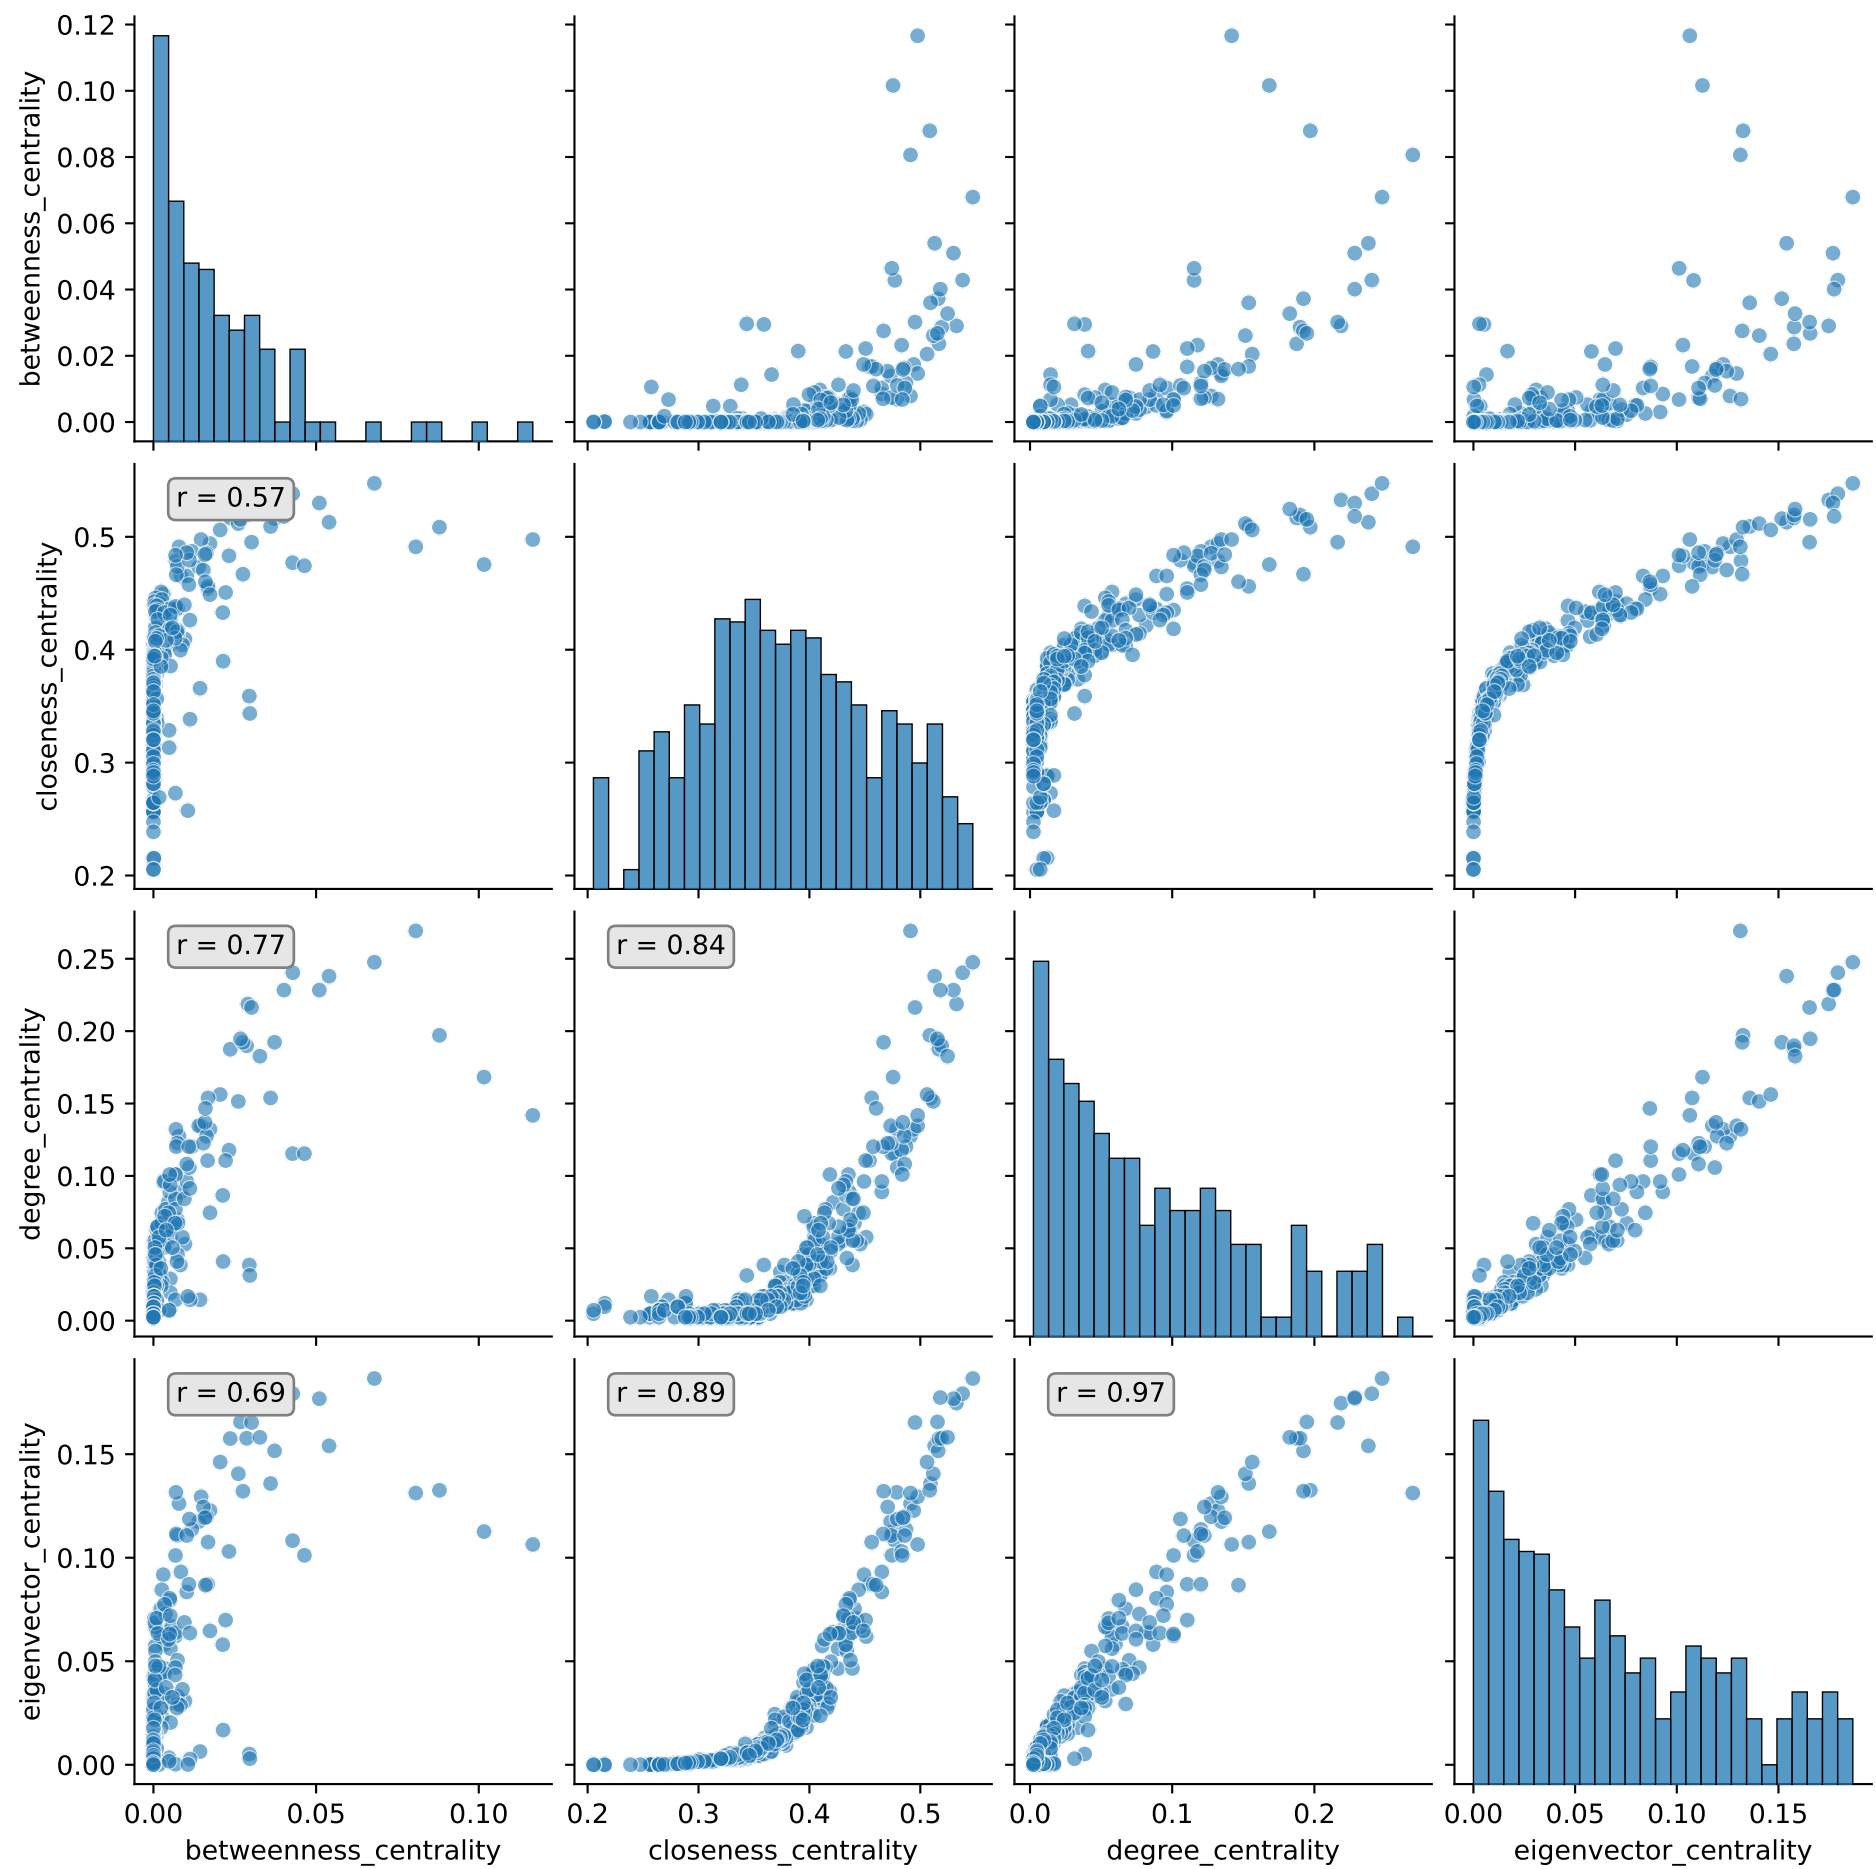 0.12
0.10
0.08
0.06
0.04
0.02
0.00
betweenness_centrality
r = 0.57
0.5
0.4
0.3
0.2
closeness_centrality
r = 0.77
r = 0.84
0.25
0.20
0.15
0.10
0.05
0.00
degree_centrality
r = 0.69
r = 0.89
r = 0.97
0.15
0.10
0.05
0.00
eigenvector_centrality
0.00 0.05 0.10 0.2 0.3 0.4 0.5 0.0 0.1 0.2 0.00 0.05 0.10 0.15
betweenness_centrality closeness_centrality degree_centrality eigenvector_centrality